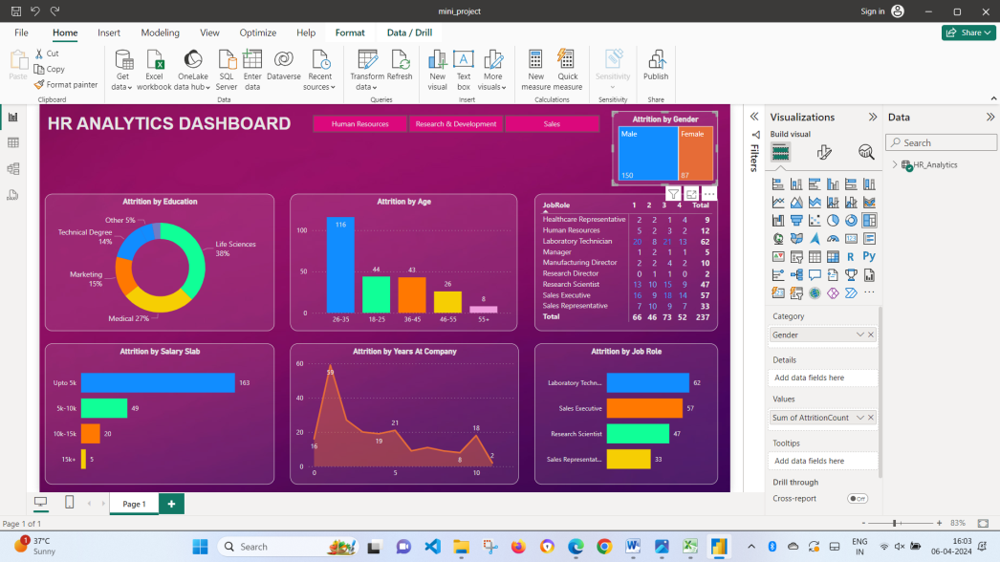 mini_project
Sign in
File Home Insert Modeling View Optimize Help Format Data / Drill
Share
Paste
Cut
Copy
Format painter
Get data
Excel workbook
OneLake data hub
SQL Server
Enter data
Dataverse
Recent sources
Transform data
Refresh
New visual
Text box
More visuals
New measure
Quick measure
Sensitivity
Publish
Clipboard
Data
Queries
Insert
Calculations
Sensitivity
Share
HR ANALYTICS DASHBOARD
Human Resources
Research & Development
Sales
Attrition by Gender
Male
Female
150
87
Attrition by Education
Other 5%
Technical Degree
14%
Life Sciences
38%
Marketing
15%
Medical 27%
Attrition by Age
100
50
0
116
44
43
26
8
26-35 18-25 36-45 46-55 55+
JobRole 1 2 3 4 Total
Healthcare Representative 2 2 1 4 9
Human Resources 5 2 3 2 12
Laboratory Technician 20 8 21 13 62
Manager 1 2 1 1 5
Manufacturing Director 2 2 4 2 10
Research Director 0 1 1 0 2
Research Scientist 13 10 15 9 47
Sales Executive 16 9 18 14 57
Sales Representative 7 10 9 7 33
Total 66 46 73 52 237
Attrition by Salary Slab
Upto 5k 163
5k-10k 49
10k-15k 20
15k+ 5
Attrition by Years At Company
60
40
20
0
16
59
19
21
8
18
2
0 5 10
Attrition by Job Role
Laboratory Techn... 62
Sales Executive 57
Research Scientist 47
Sales Representat... 33
Filters
Visualizations
Build visual
R Py
Category
Gender
Details
Add data fields here
Values
Sum of AttritionCount
Tooltips
Add data fields here
Drill through
Cross-report Off
Data
Search
HR_Analytics
Page 1
Page 1 of 1
83%
1
37°C
Sunny
Search
ENG
IN
16:03
06-04-2024